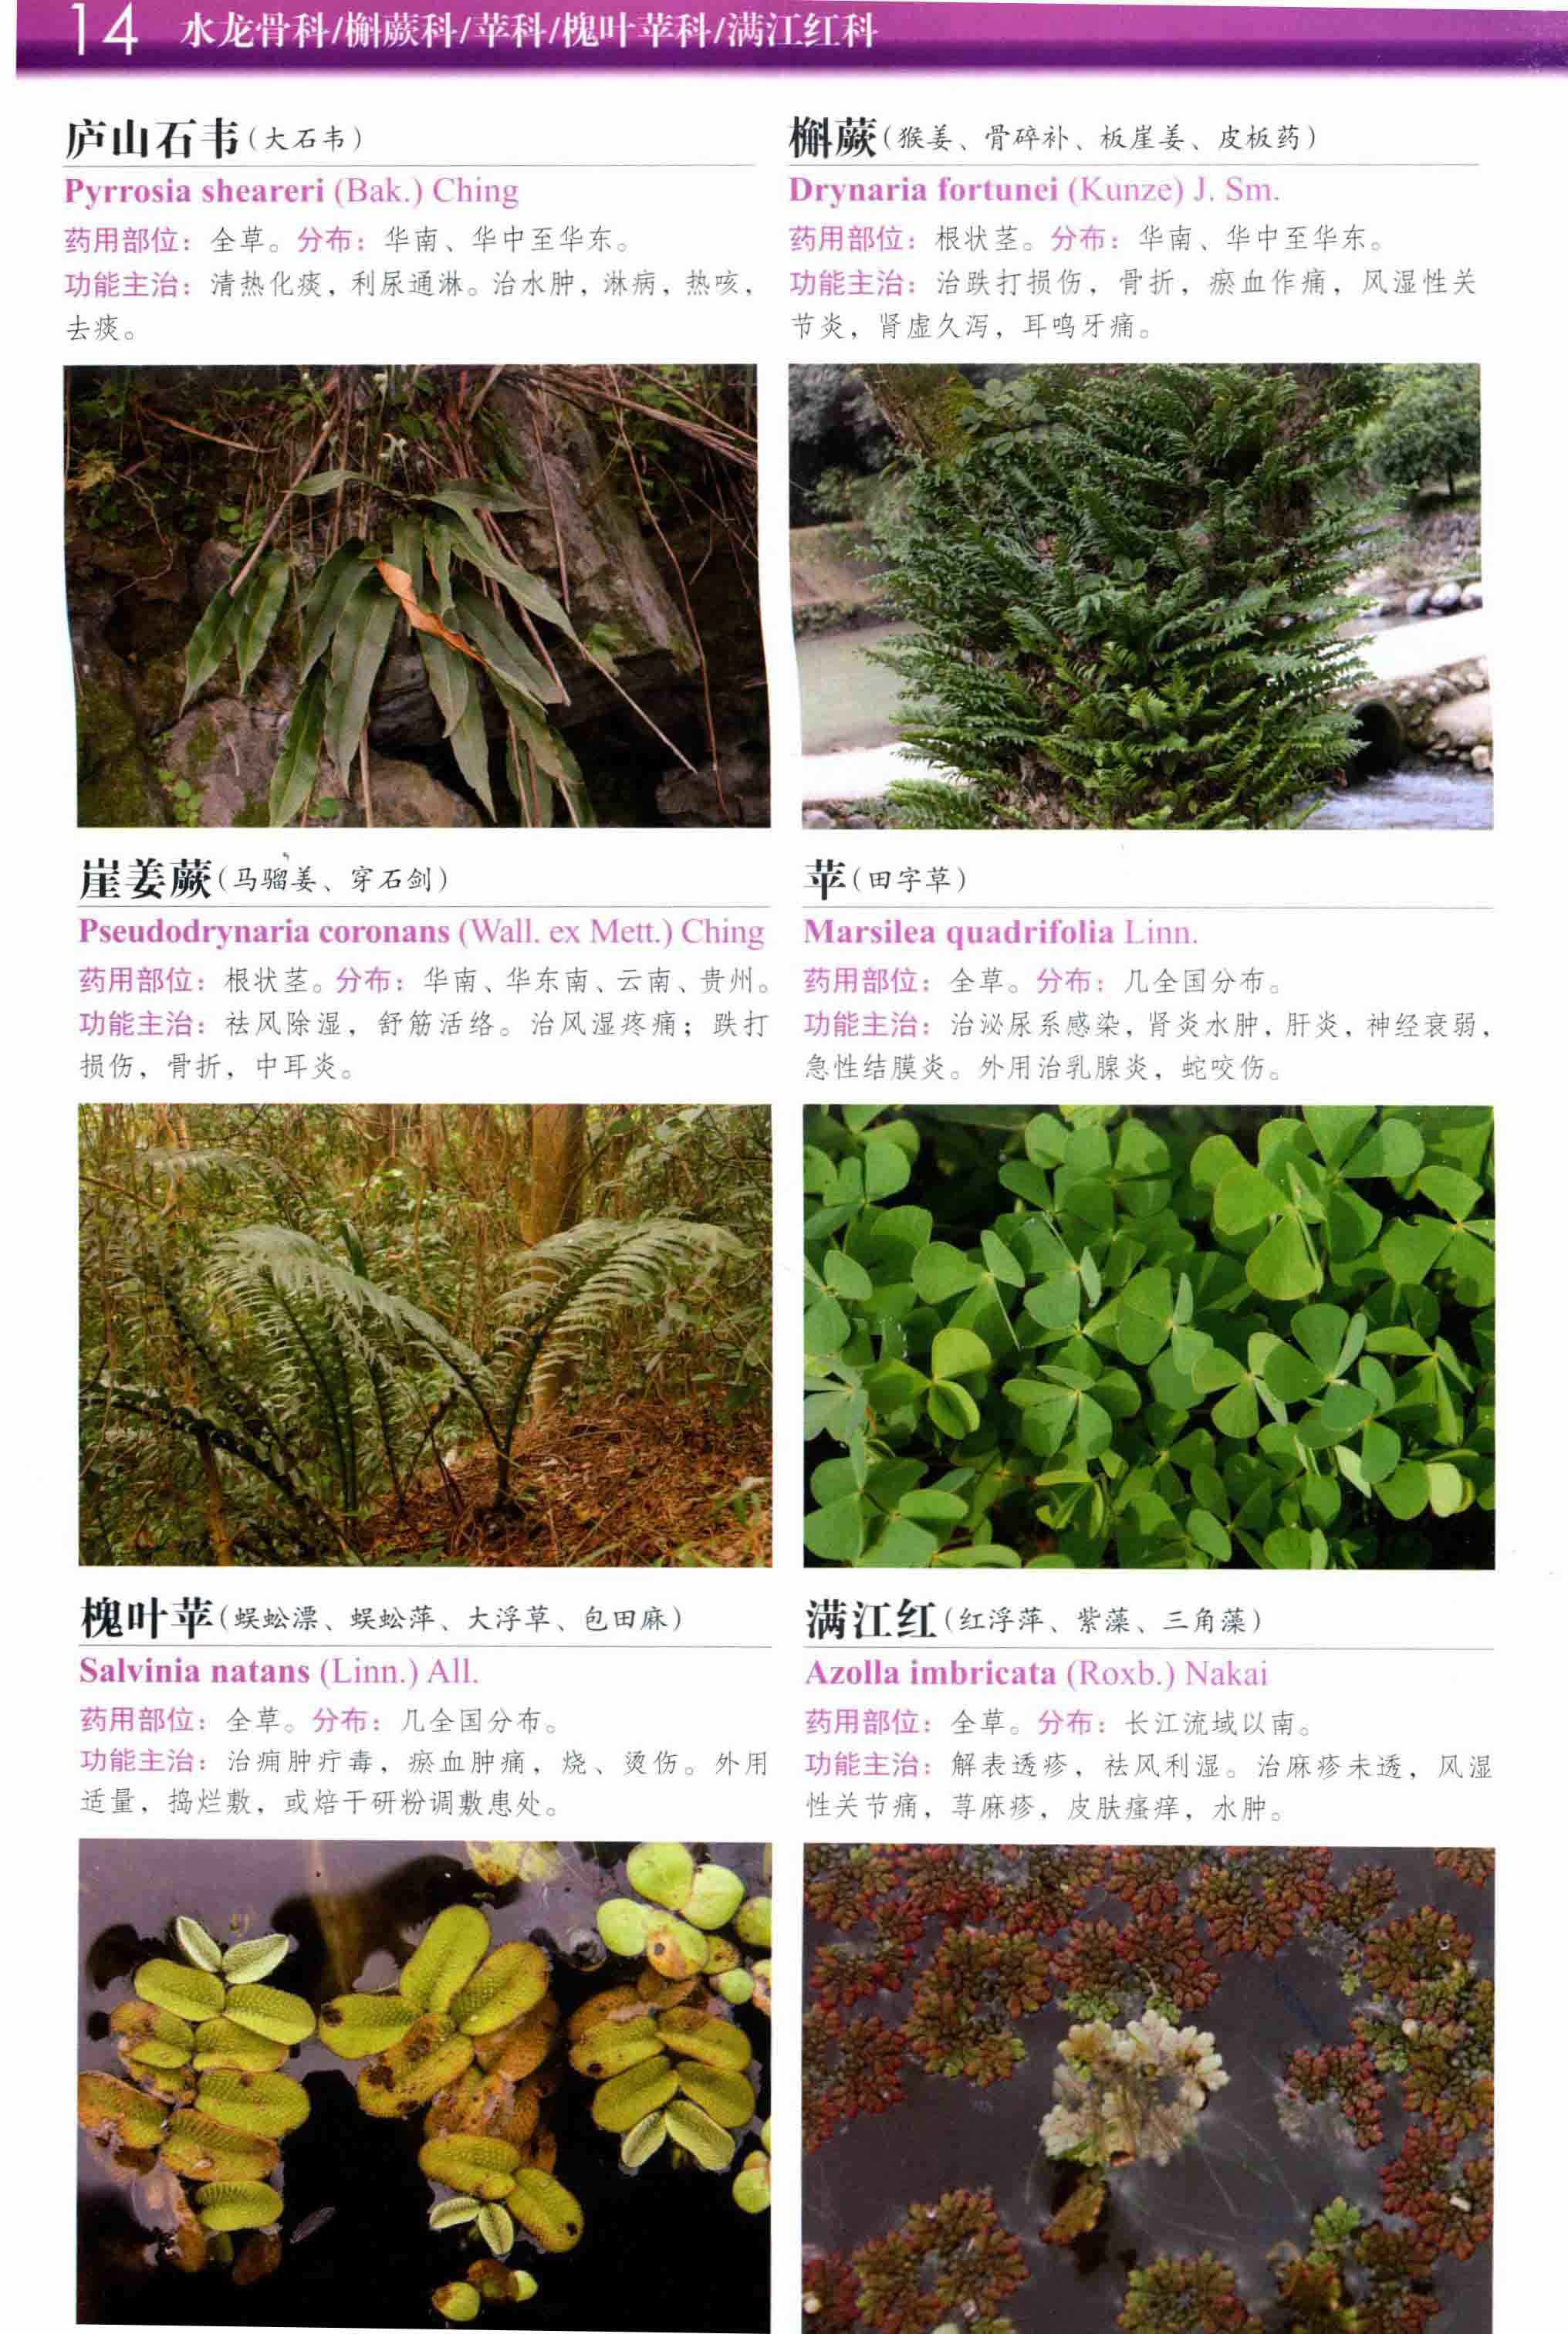 14 水龙骨科/槲蕨科/苹科/槐叶苹科/满江红科
庐山石韦(大石韦)
Pyrrosia sheareri (Bak.) Ching
药用部位：全草。分布：华南、华中至华东。
功能主治：清热化痰，利尿通淋。治水肿，淋病，热咳，
去痰。
槲蕨(猴姜、骨碎补、板崖姜、皮板药)
Drynaria fortunei (Kunze) J. Sm.
药用部位：根状茎。分布：华南、华中至华东。
功能主治：治跌打损伤，骨折，瘀血作痛，风湿性关
节炎，肾虚久泻，耳鸣牙痛。
崖姜蕨(马骝姜、穿石剑)
Pseudodrynaria coronans (Wall. ex Mett.) Ching
药用部位：根状茎。分布：华南、华东南、云南、贵州。
功能主治：祛风除湿，舒筋活络。治风湿疼痛；跌打
损伤，骨折，中耳炎。
苹(田字草)
Marsilea quadrifolia Linn.
药用部位：全草。分布：几全国分布。
功能主治：治泌尿系感染，肾炎水肿，肝炎，神经衰弱，
急性结膜炎。外用治乳腺炎，蛇咬伤。
槐叶苹(蜈蚣漂、蜈蚣萍、大浮草、包田麻)
Salvinia natans (Linn.) All.
药用部位：全草。分布：几全国分布。
功能主治：治痈肿疔毒，瘀血肿痛，烧、烫伤。外用
适量，捣烂敷，或焙干研粉调敷患处。
满江红(红浮萍、紫藻、三角藻)
Azolla imbricata (Roxb.) Nakai
药用部位：全草。分布：长江流域以南。
功能主治：解表透疹，祛风利湿。治麻疹未透，风湿
性关节痛，荨麻疹，皮肤瘙痒，水肿。